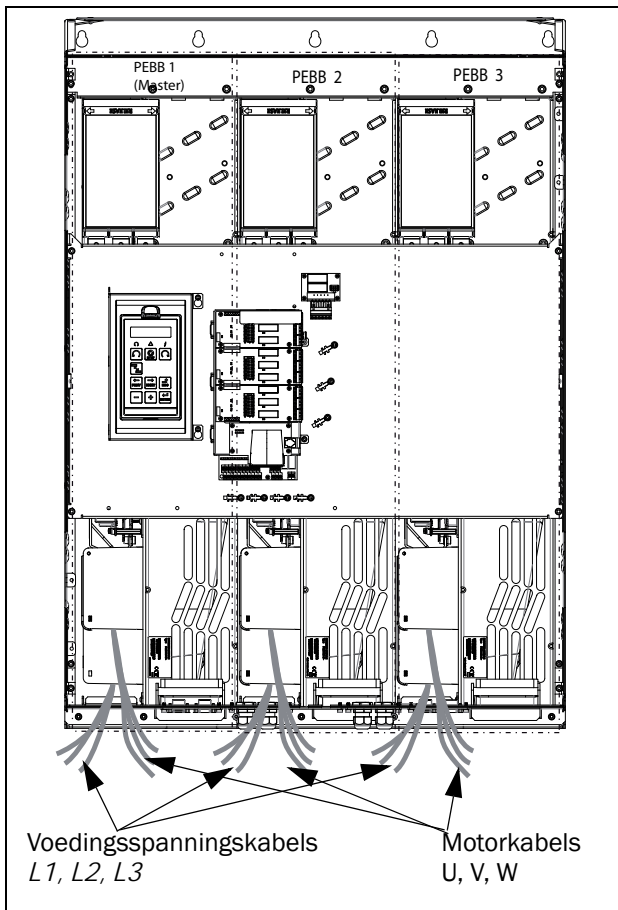 PEBB 1
(Master)
PEBB 2
PEBB 3
Voedingsspanningskabels
L1, L2, L3
Motorkabels
U, V, W